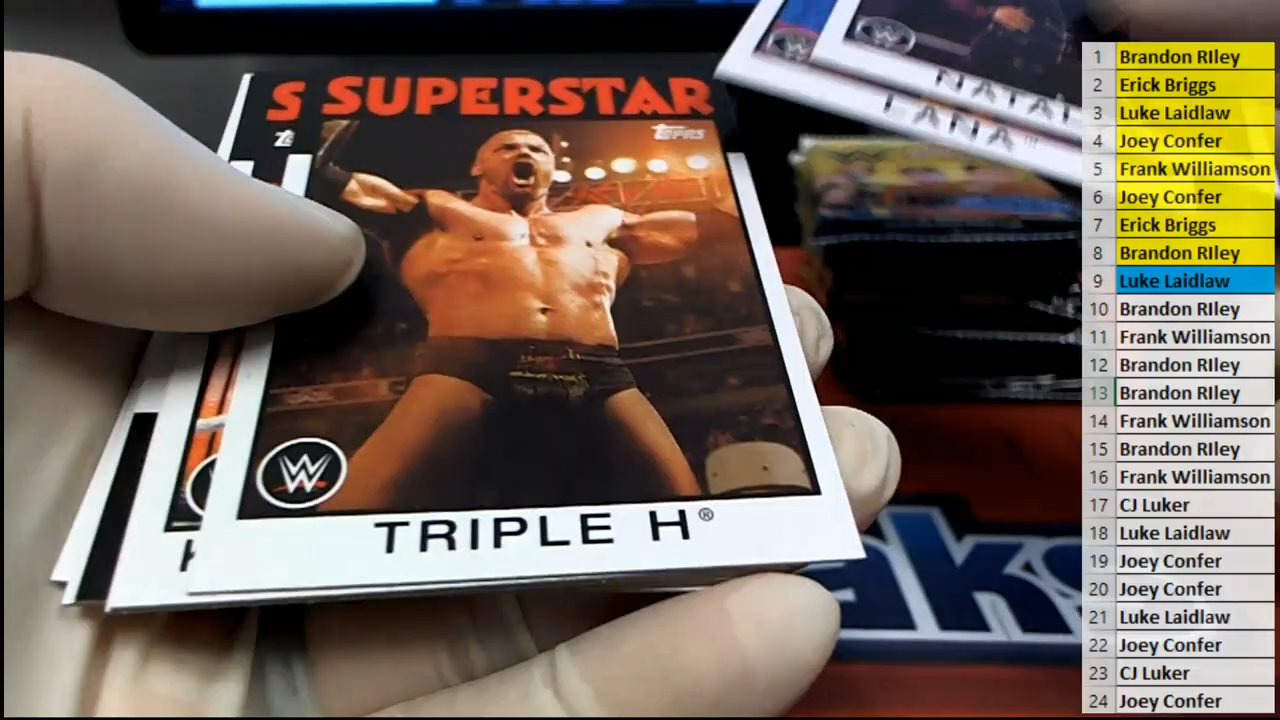 S SUPERSTAR
Topps
TRIPLE H®
W
LANA™
aks
1 Brandon RIley
2 Erick Briggs
3 Luke Laidlaw
4 Joey Confer
5 Frank Williamson
6 Joey Confer
7 Erick Briggs
8 Brandon RIley
9 Luke Laidlaw
10 Brandon RIley
11 Frank Williamson
12 Brandon RIley
13 Brandon RIley
14 Frank Williamson
15 Brandon RIley
16 Frank Williamson
17 CJ Luker
18 Luke Laidlaw
19 Joey Confer
20 Joey Confer
21 Luke Laidlaw
22 Joey Confer
23 CJ Luker
24 Joey Confer